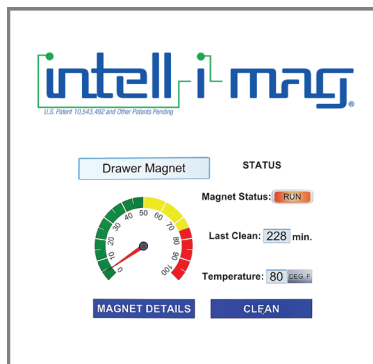 intell-i-mag®
U.S. Patent 10,543,492 and Other Patents Pending
Drawer Magnet
STATUS
Magnet Status: RUN
Last Clean: 228 min.
Temperature: 80 DEG. F
0 10 20 30 40 50 60 70 80 90 100
MAGNET DETAILS
CLEAN